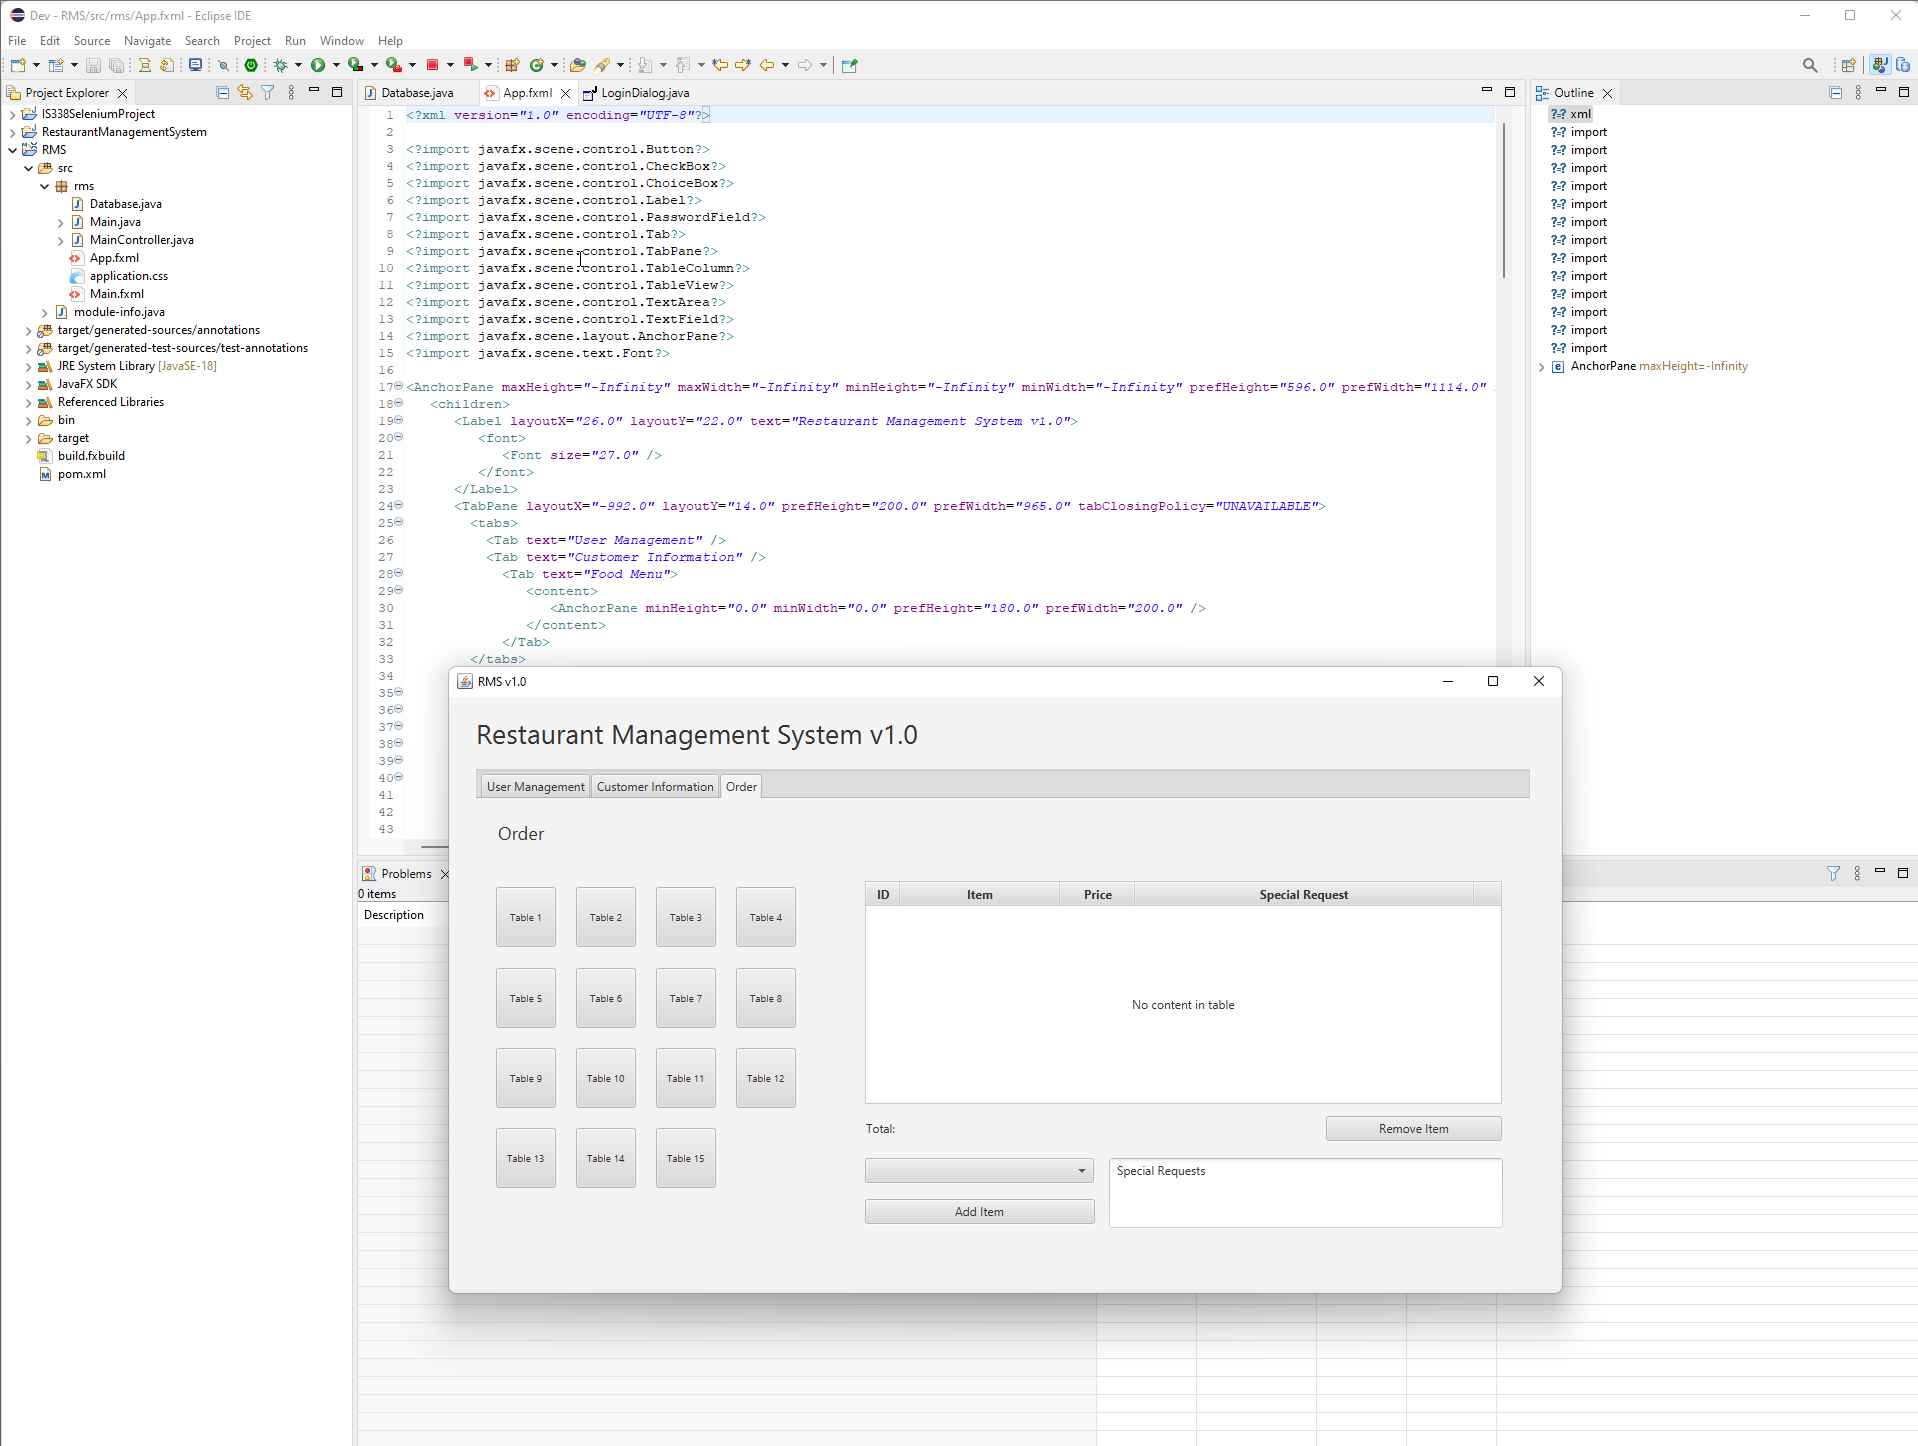 Dev - RMS/src/rms/App.fxml - Eclipse IDE
File Edit Source Navigate Search Project Run Window Help
Project Explorer
IS338SeleniumProject
RestaurantManagementSystem
RMS
src
rms
Database.java
Main.java
MainController.java
App.fxml
application.css
Main.fxml
module-info.java
target/generated-sources/annotations
target/generated-test-sources/test-annotations
JRE System Library [JavaSE-18]
JavaFX SDK
Referenced Libraries
bin
target
build.fxbuild
pom.xml
Database.java App.fxml LoginDialog.java
1 <?xml version="1.0" encoding="UTF-8"?>
2
3 <?import javafx.scene.control.Button?>
4 <?import javafx.scene.control.CheckBox?>
5 <?import javafx.scene.control.ChoiceBox?>
6 <?import javafx.scene.control.Label?>
7 <?import javafx.scene.control.PasswordField?>
8 <?import javafx.scene.control.Tab?>
9 <?import javafx.scene.control.TabPane?>
10 <?import javafx.scene.control.TableColumn?>
11 <?import javafx.scene.control.TableView?>
12 <?import javafx.scene.control.TextArea?>
13 <?import javafx.scene.control.TextField?>
14 <?import javafx.scene.layout.AnchorPane?>
15 <?import javafx.scene.text.Font?>
16
17 <AnchorPane maxHeight="-Infinity" maxWidth="-Infinity" minHeight="-Infinity" minWidth="-Infinity" prefHeight="596.0" prefWidth="1114.0"
18 <children>
19 <Label layoutX="26.0" layoutY="22.0" text="Restaurant Management System v1.0">
20 <font>
21 <Font size="27.0" />
22 </font>
23 </Label>
24 <TabPane layoutX="-992.0" layoutY="14.0" prefHeight="200.0" prefWidth="965.0" tabClosingPolicy="UNAVAILABLE">
25 <tabs>
26 <Tab text="User Management" />
27 <Tab text="Customer Information" />
28 <Tab text="Food Menu">
29 <content>
30 <AnchorPane minHeight="0.0" minWidth="0.0" prefHeight="180.0" prefWidth="200.0" />
31 </content>
32 </Tab>
33 </tabs>
34
35
36
37
38
39
40
41
42
43
Outline
xml
import
import
import
import
import
import
import
import
import
import
import
import
import
AnchorPane maxHeight=-Infinity
Problems
0 items
Description
RMS v1.0
Restaurant Management System v1.0
User Management Customer Information Order
Order
Table 1 Table 2 Table 3 Table 4
Table 5 Table 6 Table 7 Table 8
Table 9 Table 10 Table 11 Table 12
Table 13 Table 14 Table 15
ID Item Price Special Request
No content in table
Total:
Remove Item
Special Requests
Add Item